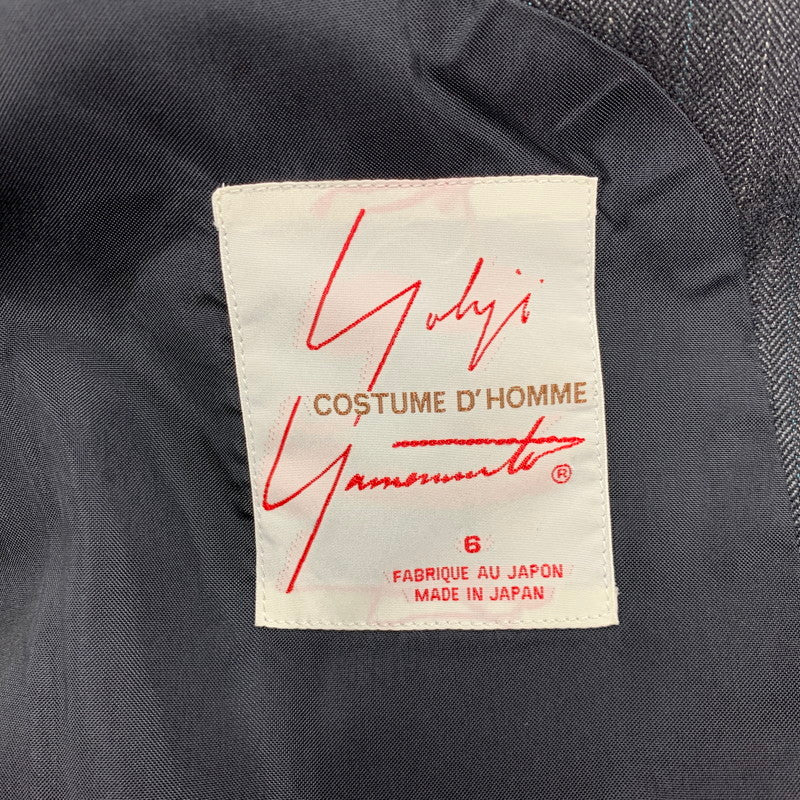 Yohji
COSTUME D'HOMME
Yamamoto ®
6
FABRIQUE AU JAPON
MADE IN JAPAN